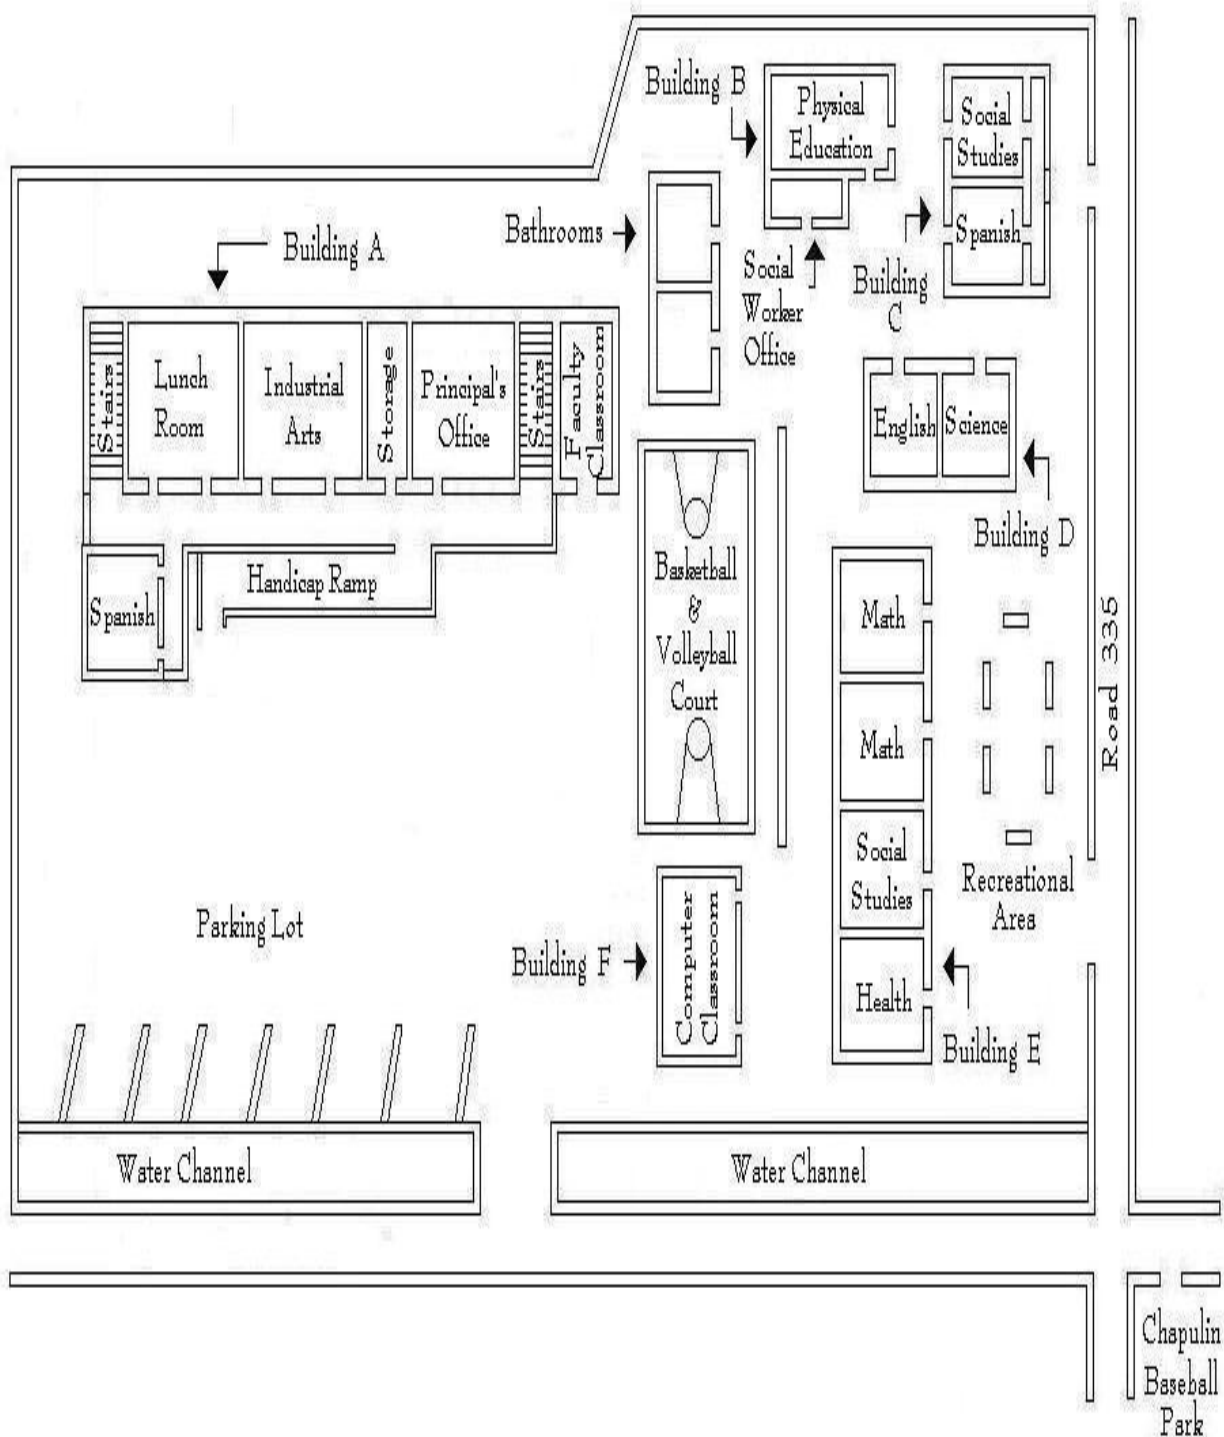 Building B
Physical
Education
Social
Studies
Spanish
Building
C
Bathrooms
Social
Worker
Office
Building A
Stairs
Lunch
Room
Industrial
Arts
Storage
Principal's
Office
Stairs
Faculty
Classroom
English
Science
Building D
Spanish
Handicap Ramp
Basketball
&
Volleyball
Court
Math
Math
Social
Studies
Health
Recreational
Area
Road 335
Parking Lot
Building F
Computer
Classroom
Building E
Water Channel
Water Channel
Chapulin
Baseball
Park